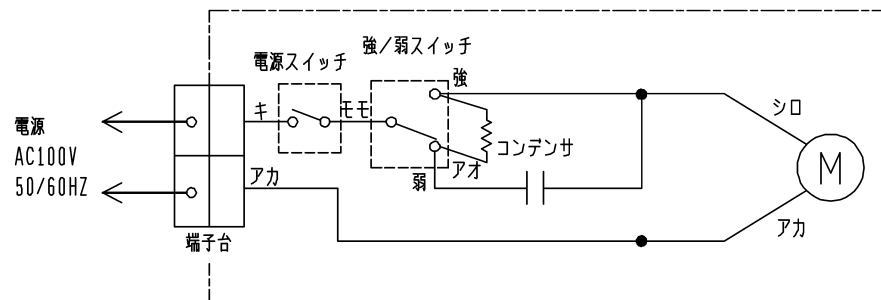 強/弱スイッチ
電源スイッチ
強
キ
モモ
シロ
電源
AC100V
50/60HZ
コンデンサ
アカ
弱
アオ
M
アカ
端子台